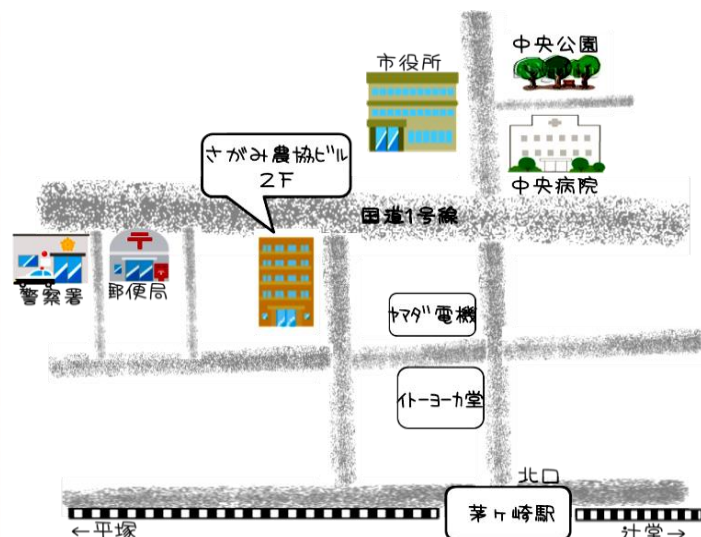 中央公園
市役所
さがみ農協ビル
2F
中央病院
国道1号線
警察署
郵便局
ヤマダ電機
イトーヨーカ堂
北口
茅ヶ崎駅
←平塚
辻堂→